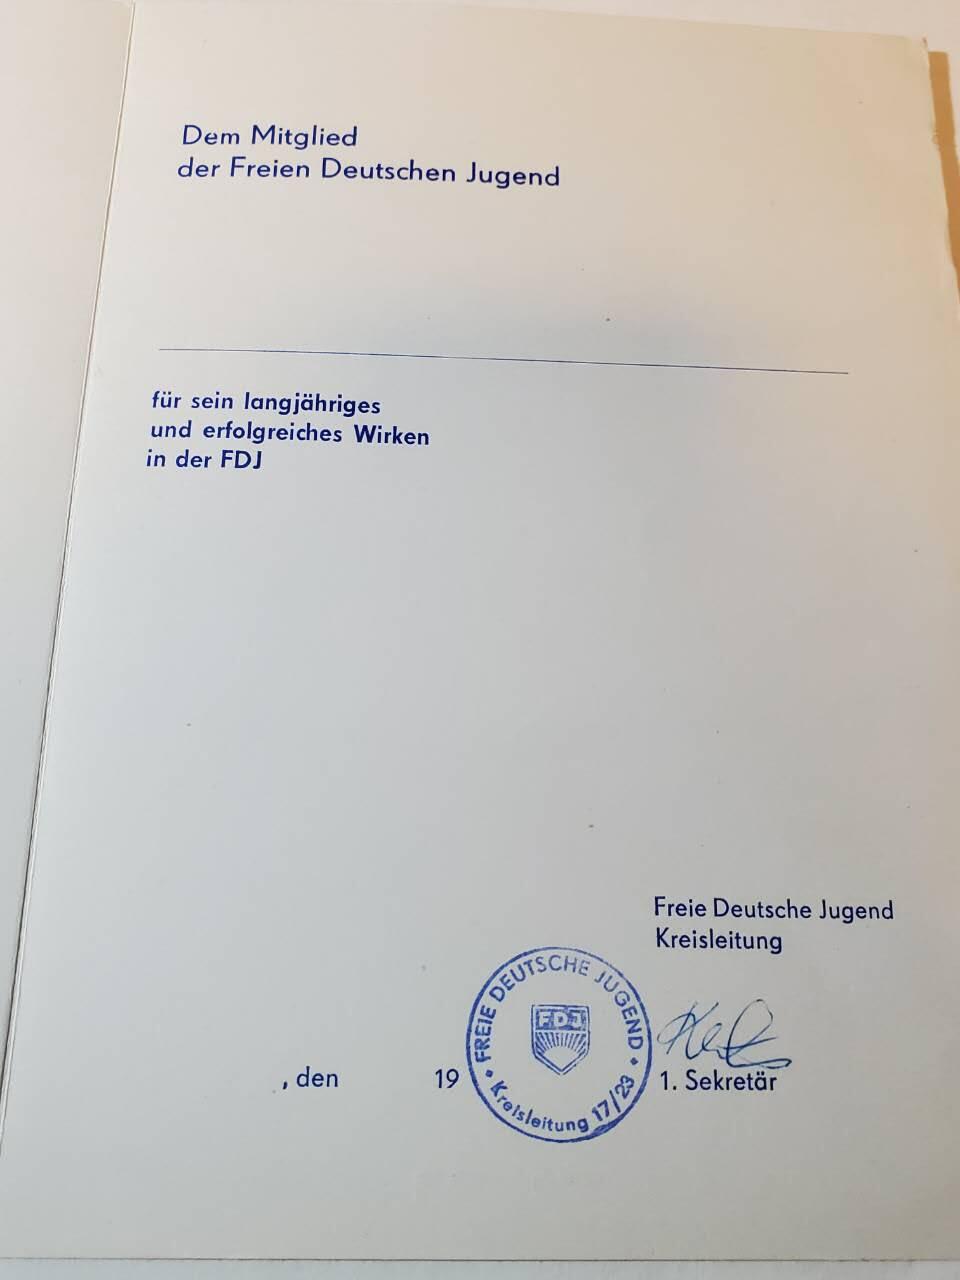 Dem Mitglied
der Freien Deutschen Jugend
für sein langjähriges
und erfolgreiches Wirken
in der FDJ
Freie Deutsche Jugend
Kreisleitung
FREIE DEUTSCHE JUGEND
FDJ
Kreisleitung 17/23
, den 19
1. Sekretär